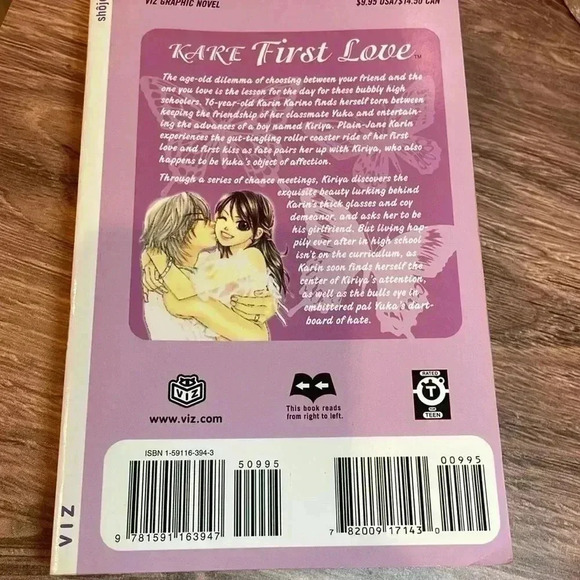 shôjo
VIZ GRAPHIC NOVEL
$9.95 USA/$14.50 CAN
KARE First Love™
The age-old dilemma of choosing between your friend and the
one you love is the lesson for the day for these bubbly high
schoolers. 16-year-old Karin Karino finds herself torn between
keeping the friendship of her classmate Yuka and entertain-
ing the advances of a boy named Kiriya. Plain-Jane Karin
experiences the gut-tingling roller coaster ride of her first
love and first kiss as fate pairs her up with Kiriya, who also
happens to be Yuka's object of affection.
Through a series of chance meetings, Kiriya discovers the
exquisite beauty lurking behind
Karin's thick glasses and coy
demeanor, and asks her to be
his girlfriend. But living hap
pily ever after in high school
isn't on the curriculum, as
Karin soon finds herself the
center of Kiriya's attention,
as well as the bulls eye in
embittered pal Yuka's dart-
board of hate.
VIZ
www.viz.com
This book reads
from right to left.
RATED
T
FOR
TEEN
ISBN 1-59116-394-3
50995
00995
9 781591 163947
7 82009 17143 0
VIZ